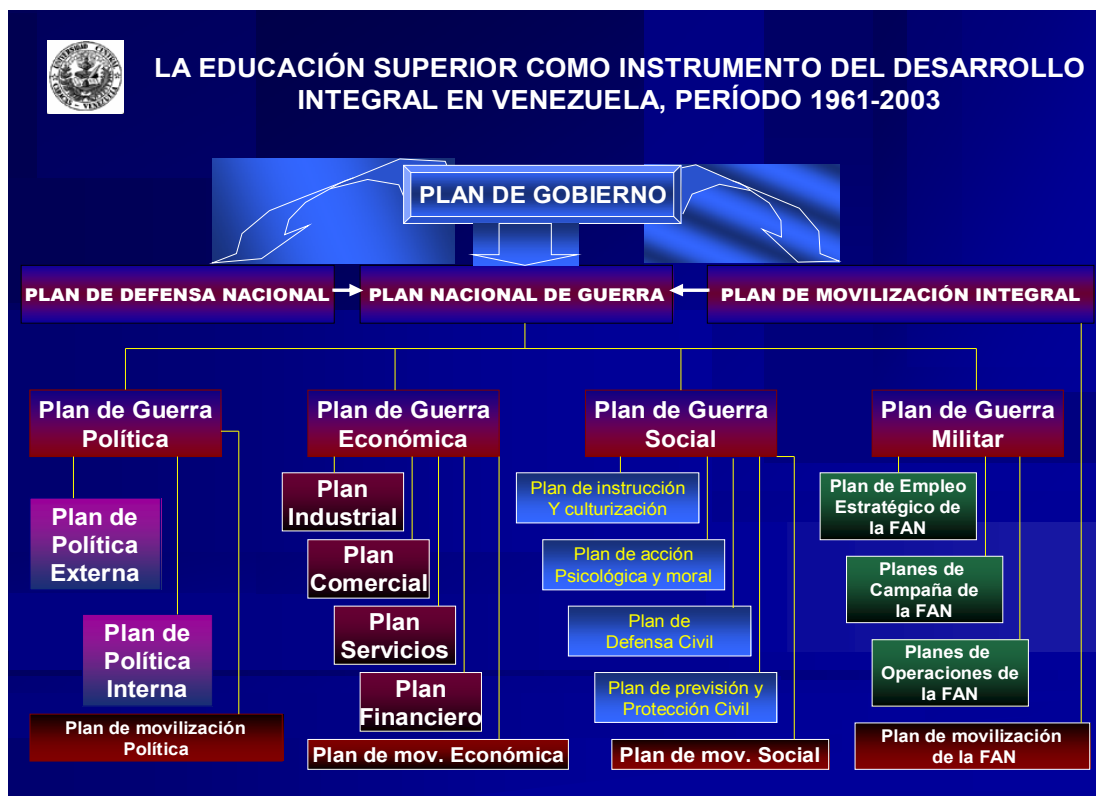 UNIVERSIDAD CENTRAL
CARACAS - VENEZUELA
LA EDUCACIÓN SUPERIOR COMO INSTRUMENTO DEL DESARROLLO
INTEGRAL EN VENEZUELA, PERÍODO 1961-2003
PLAN DE GOBIERNO
PLAN DE DEFENSA NACIONAL
PLAN NACIONAL DE GUERRA
PLAN DE MOVILIZACIÓN INTEGRAL
Plan de Guerra
Política
Plan de
Política
Externa
Plan de
Política
Interna
Plan de movilización
Política
Plan de Guerra
Económica
Plan
Industrial
Plan
Comercial
Plan
Servicios
Plan
Financiero
Plan de mov. Económica
Plan de Guerra
Social
Plan de instrucción
Y culturización
Plan de acción
Psicológica y moral
Plan de
Defensa Civil
Plan de previsión y
Protección Civil
Plan de mov. Social
Plan de Guerra
Militar
Plan de Empleo
Estratégico de
la FAN
Planes de
Campaña de
la FAN
Planes de
Operaciones de
la FAN
Plan de movilización
de la FAN